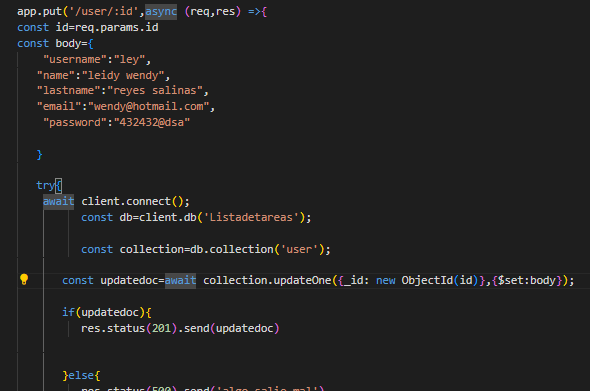 app.put('/user/:id',async (req,res) =>{
const id=req.params.id
const body={
"username":"ley",
"name":"leidy wendy",
"lastname":"reyes salinas",
"email":"wendy@hotmail.com",
"password":"432432@dsa"
}
try{
await client.connect();
const db=client.db('Listadetareas');
const collection=db.collection('user');
const updatedoc=await collection.updateOne({_id: new ObjectId(id)},{$set:body});
if(updatedoc){
res.status(201).send(updatedoc)
}else{
res.status(500).send('algo salio mal')